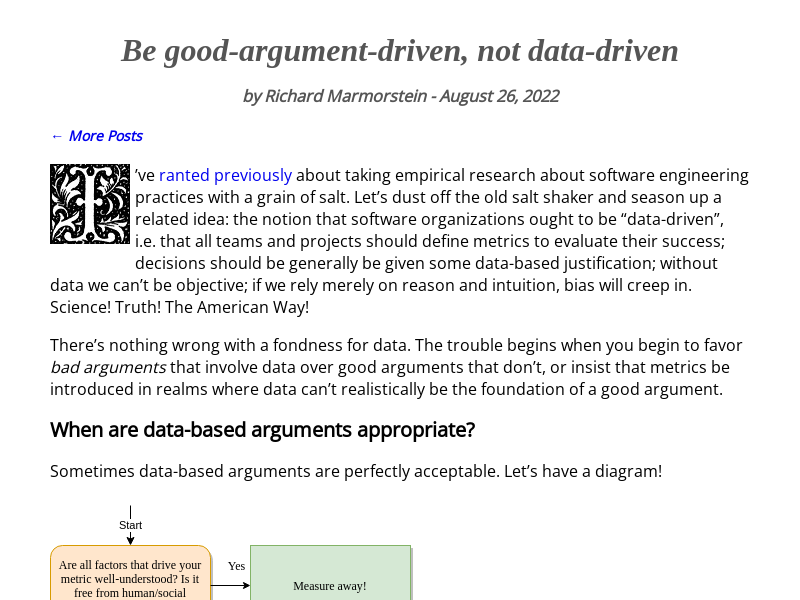 Be good-argument-driven, not data-driven
by Richard Marmorstein - August 26, 2022
← More Posts
I’ve ranted previously about taking empirical research about software engineering
practices with a grain of salt. Let’s dust off the old salt shaker and season up a
related idea: the notion that software organizations ought to be “data-driven”,
i.e. that all teams and projects should define metrics to evaluate their success;
decisions should be generally be given some data-based justification; without
data we can’t be objective; if we rely merely on reason and intuition, bias will creep in.
Science! Truth! The American Way!
There’s nothing wrong with a fondness for data. The trouble begins when you begin to favor
bad arguments that involve data over good arguments that don’t, or insist that metrics be
introduced in realms where data can’t realistically be the foundation of a good argument.
When are data-based arguments appropriate?
Sometimes data-based arguments are perfectly acceptable. Let’s have a diagram!
Start
Are all factors that drive your
metric well-understood? Is it
free from human/social
Yes
Measure away!